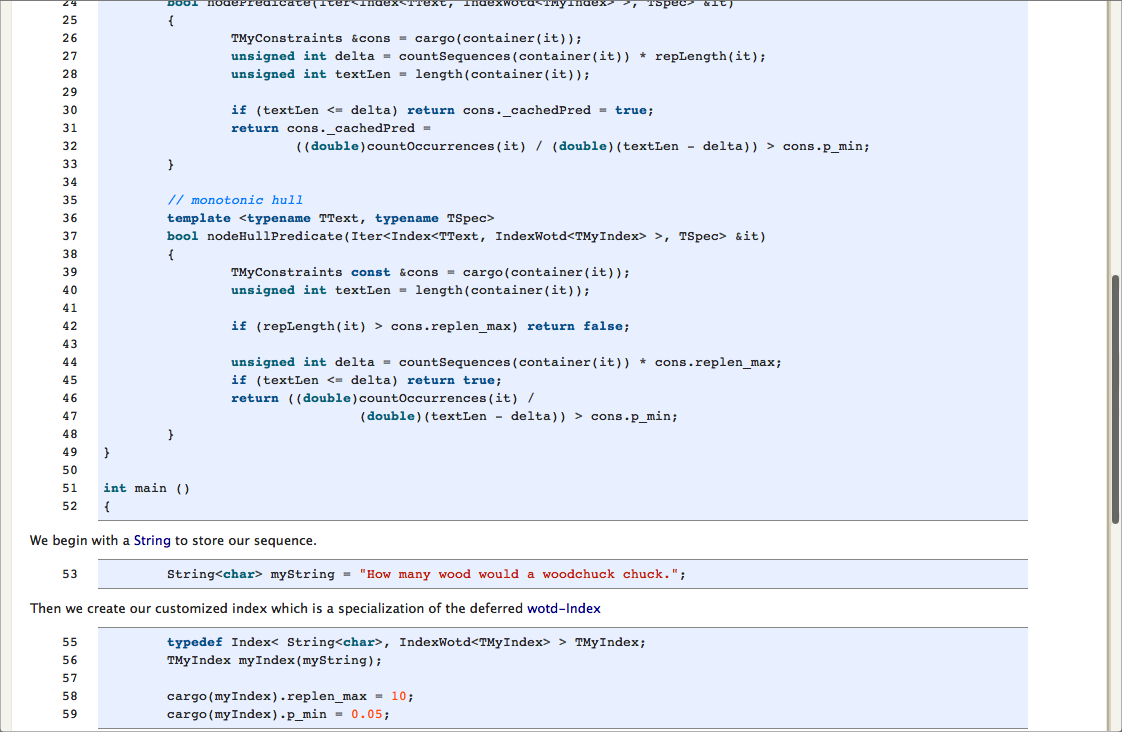 24 bool nodePredicate(Iter<Index<TText, IndexWotd<TMyIndex> >, TSpec> &it)
25 {
26 TMyConstraints &cons = cargo(container(it));
27 unsigned int delta = countSequences(container(it)) * repLength(it);
28 unsigned int textLen = length(container(it));
29
30 if (textLen <= delta) return cons._cachedPred = true;
31 return cons._cachedPred =
32 ((double)countOccurrences(it) / (double)(textLen - delta)) > cons.p_min;
33 }
34
35 // monotonic hull
36 template <typename TText, typename TSpec>
37 bool nodeHullPredicate(Iter<Index<TText, IndexWotd<TMyIndex> >, TSpec> &it)
38 {
39 TMyConstraints const &cons = cargo(container(it));
40 unsigned int textLen = length(container(it));
41
42 if (repLength(it) > cons.replen_max) return false;
43
44 unsigned int delta = countSequences(container(it)) * cons.replen_max;
45 if (textLen <= delta) return true;
46 return ((double)countOccurrences(it) /
47 (double)(textLen - delta)) > cons.p_min;
48 }
49 }
50
51 int main ()
52 {
We begin with a String to store our sequence.
53 String<char> myString = "How many wood would a woodchuck chuck.";
Then we create our customized index which is a specialization of the deferred wotd-Index
55 typedef Index< String<char>, IndexWotd<TMyIndex> > TMyIndex;
56 TMyIndex myIndex(myString);
57
58 cargo(myIndex).replen_max = 10;
59 cargo(myIndex).p_min = 0.05;